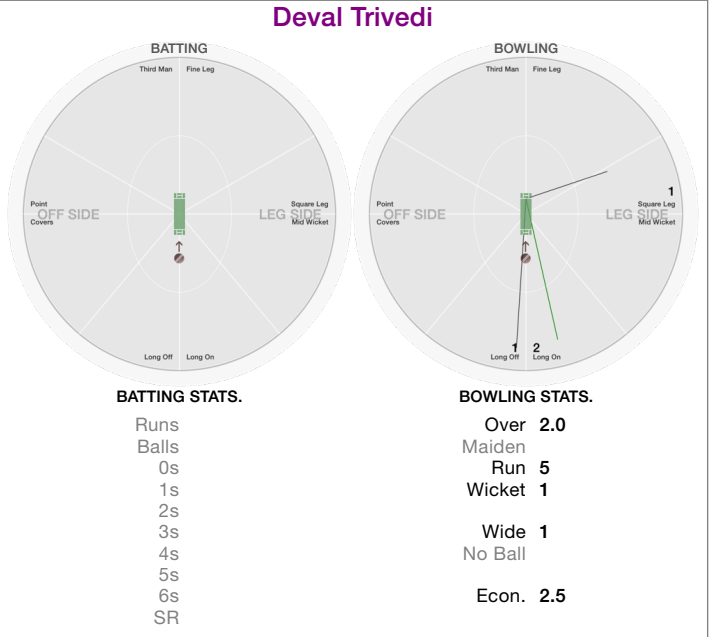 Deval Trivedi
BATTING
Third Man Fine Leg
Point
OFF SIDE
Covers
Square Leg
LEG SIDE
Mid Wicket
Long Off Long On
BATTING STATS.
Runs
Balls
0s
1s
2s
3s
4s
5s
6s
SR
BOWLING
Third Man Fine Leg
1
Point
OFF SIDE
Covers
Square Leg
LEG SIDE
Mid Wicket
1 2
Long Off Long On
BOWLING STATS.
Over 2.0
Maiden
Run 5
Wicket 1
Wide 1
No Ball
Econ. 2.5